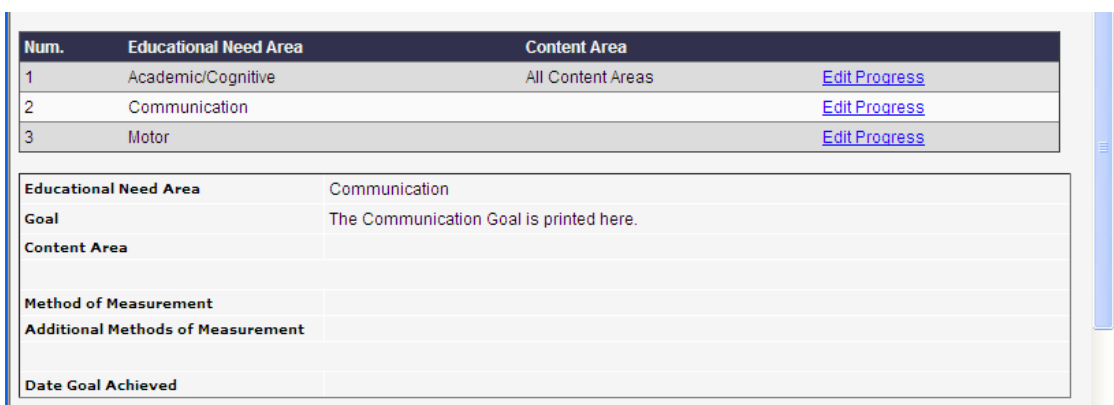 Num. Educational Need Area Content Area
1 Academic/Cognitive All Content Areas Edit Progress
2 Communication Edit Progress
3 Motor Edit Progress
Educational Need Area Communication
Goal The Communication Goal is printed here.
Content Area
Method of Measurement
Additional Methods of Measurement
Date Goal Achieved